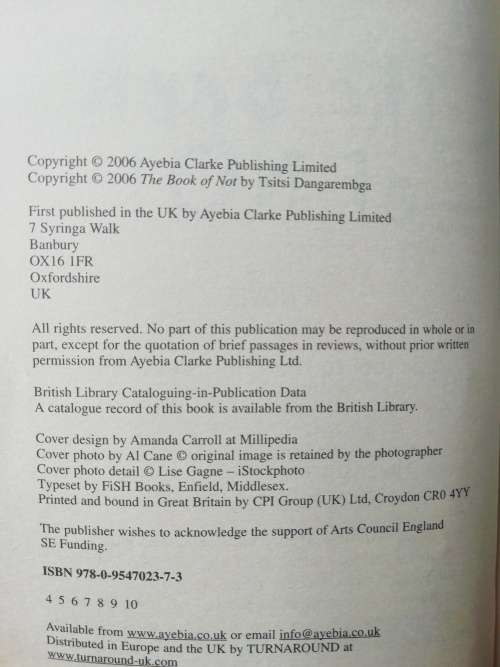 Copyright © 2006 Ayebia Clarke Publishing Limited
Copyright © 2006 The Book of Not by Tsitsi Dangarembga
First published in the UK by Ayebia Clarke Publishing Limited
7 Syringa Walk
Banbury
OX16 1FR
Oxfordshire
UK
All rights reserved. No part of this publication may be reproduced in whole or in
part, except for the quotation of brief passages in reviews, without prior written
permission from Ayebia Clarke Publishing Ltd.
British Library Cataloguing-in-Publication Data
A catalogue record of this book is available from the British Library.
Cover design by Amanda Carroll at Millipedia
Cover photo by Al Cane © original image is retained by the photographer
Cover photo detail © Lise Gagne – iStockphoto
Typeset by FiSH Books, Enfield, Middlesex.
Printed and bound in Great Britain by CPI Group (UK) Ltd, Croydon CR0 4YY
The publisher wishes to acknowledge the support of Arts Council England
SE Funding.
ISBN 978-0-9547023-7-3
4 5 6 7 8 9 10
Available from www.ayebia.co.uk or email info@ayebia.co.uk
Distributed in Europe and the UK by TURNAROUND at
www.turnaround-uk.com